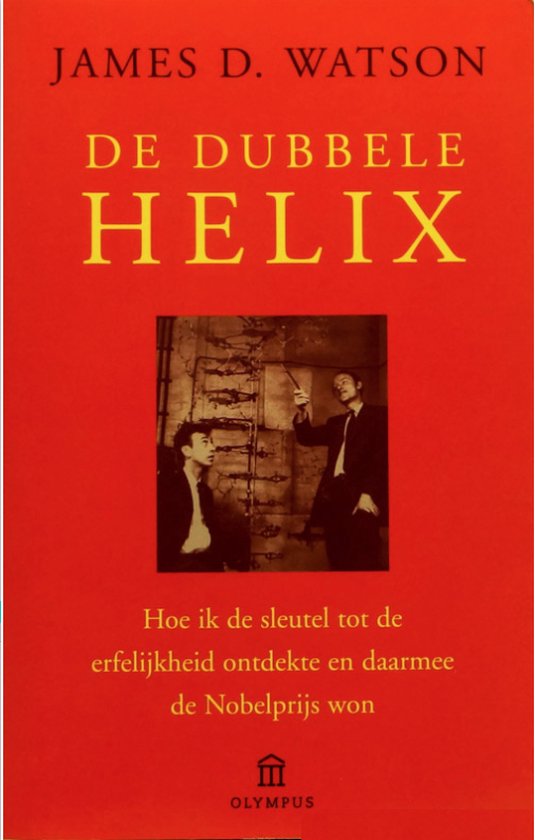 JAMES D. WATSON
DE DUBBELE
HELIX
Hoe ik de sleutel tot de
erfelijkheid ontdekte en daarmee
de Nobelprijs won
OLYMPUS